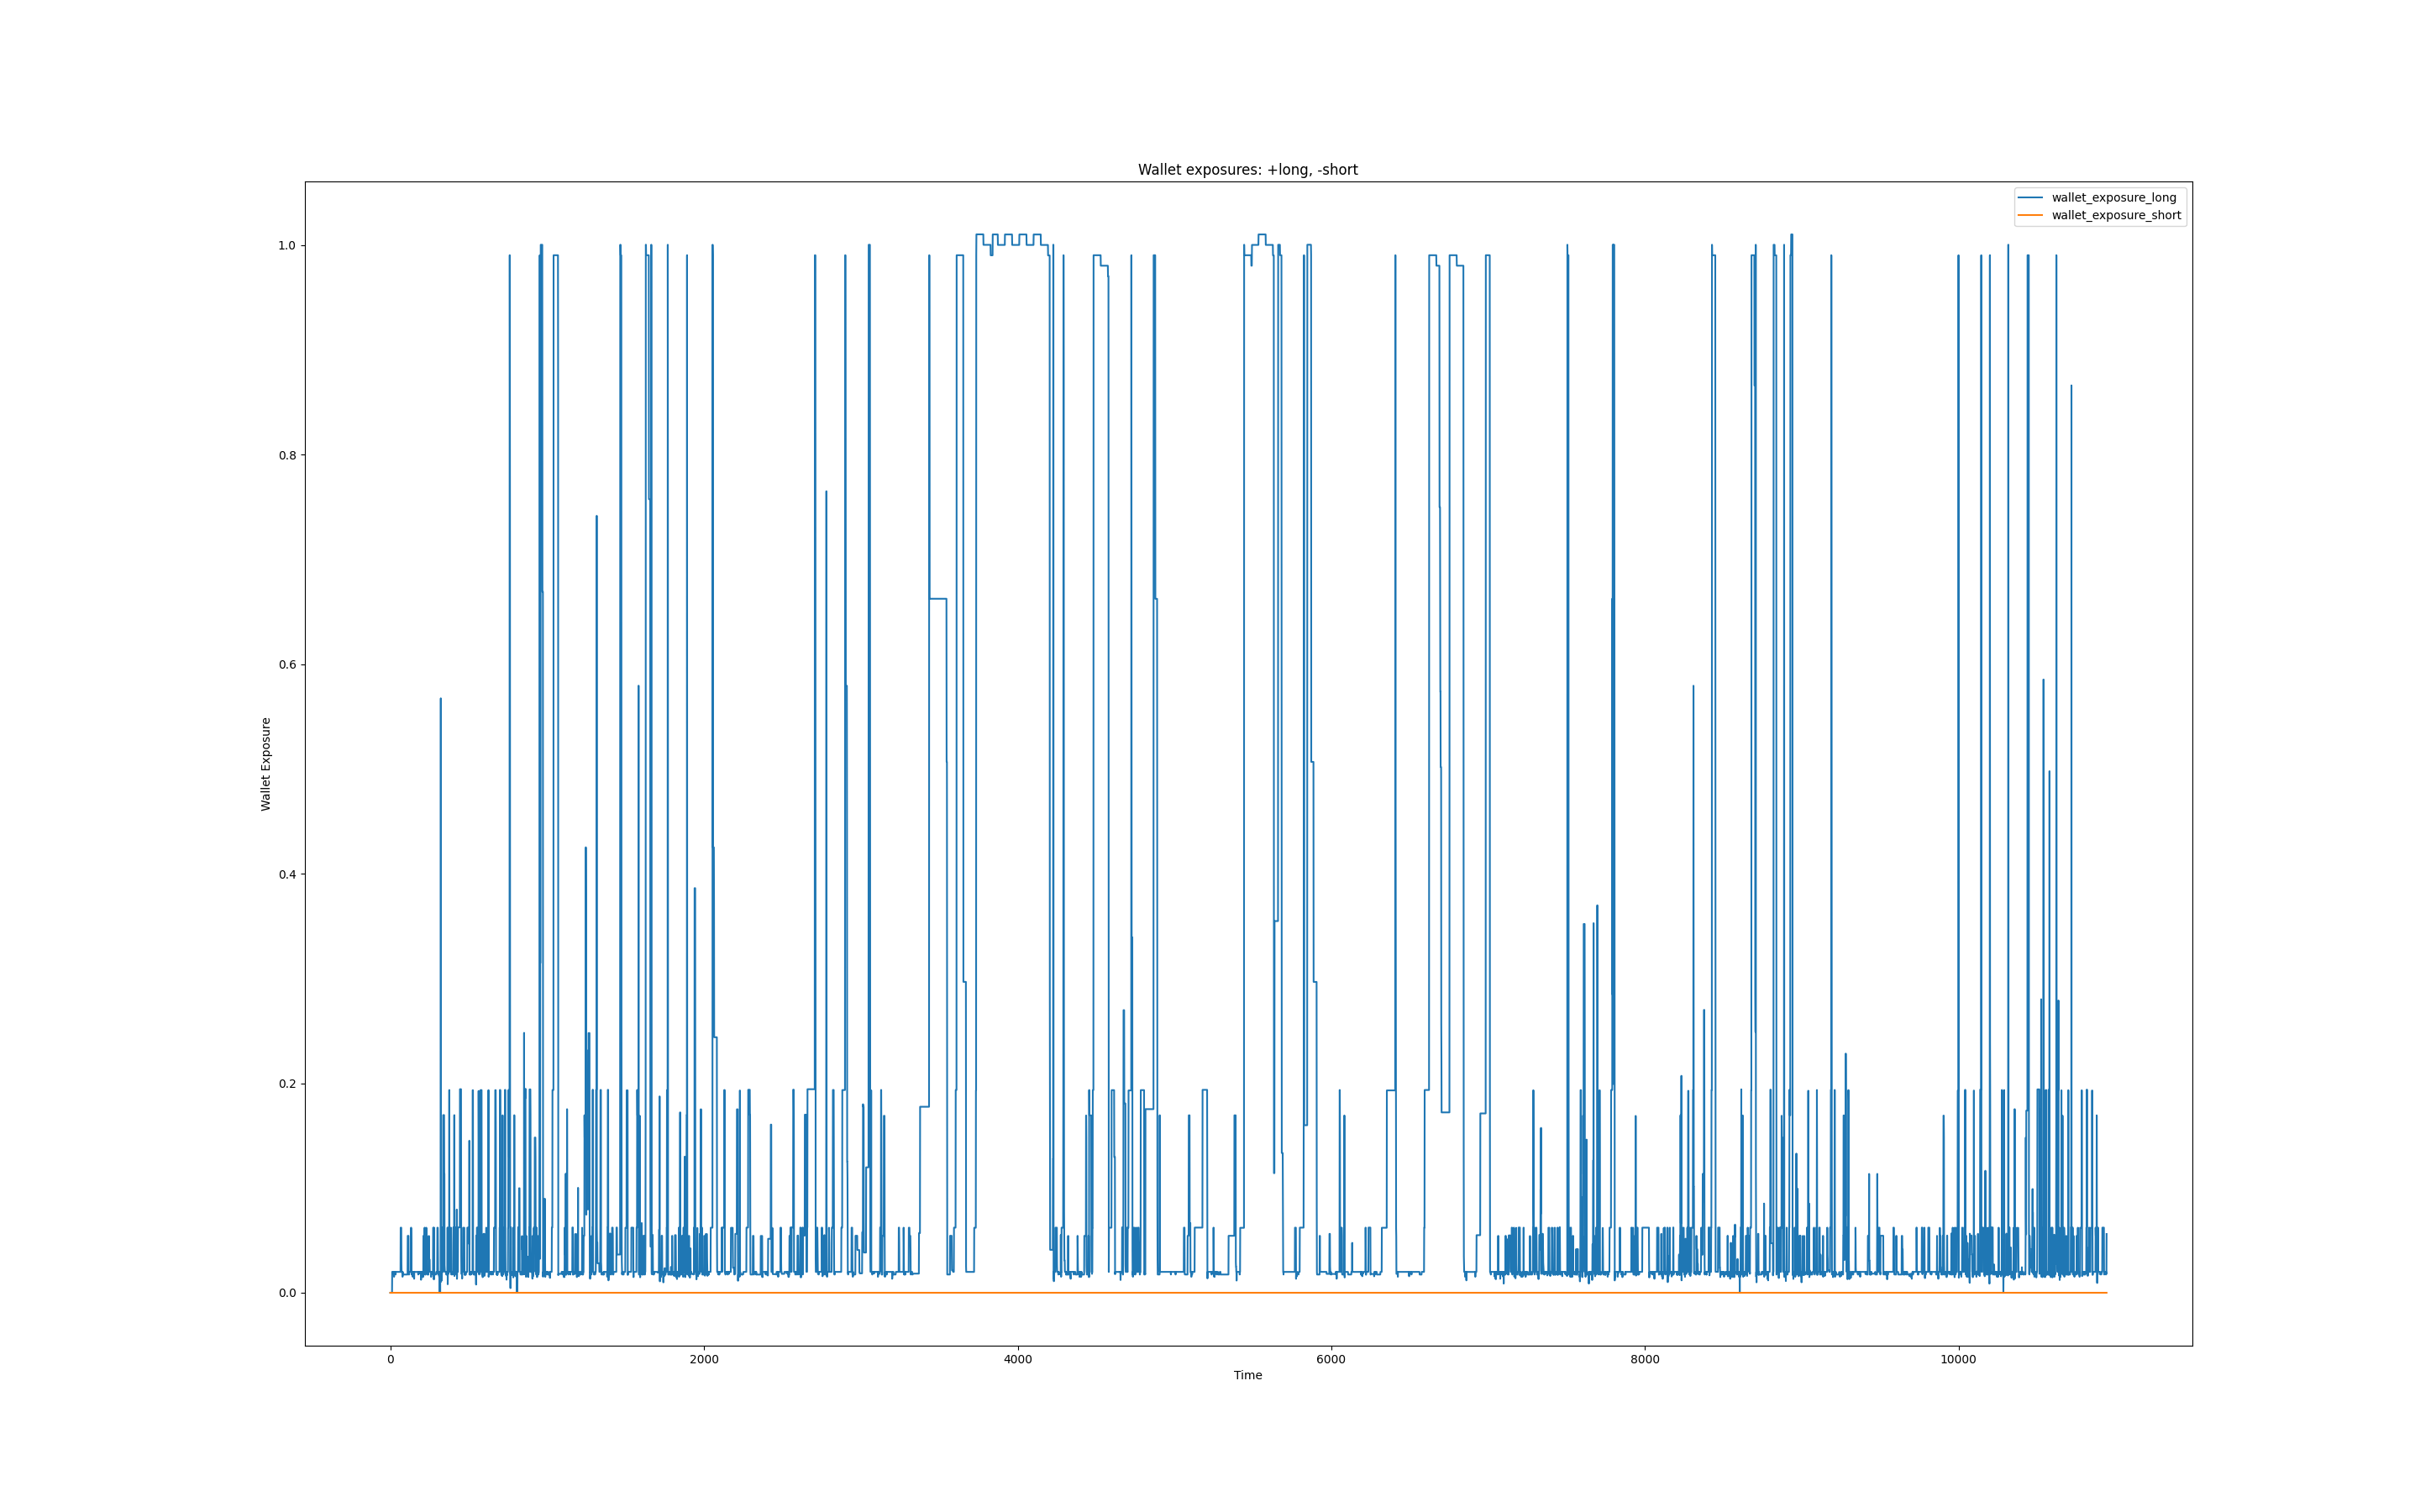 Wallet exposures: +long, -short
wallet_exposure_long
wallet_exposure_short
1.0
0.8
0.6
0.4
0.2
0.0
Wallet Exposure
0 2000 4000 6000 8000 10000
Time